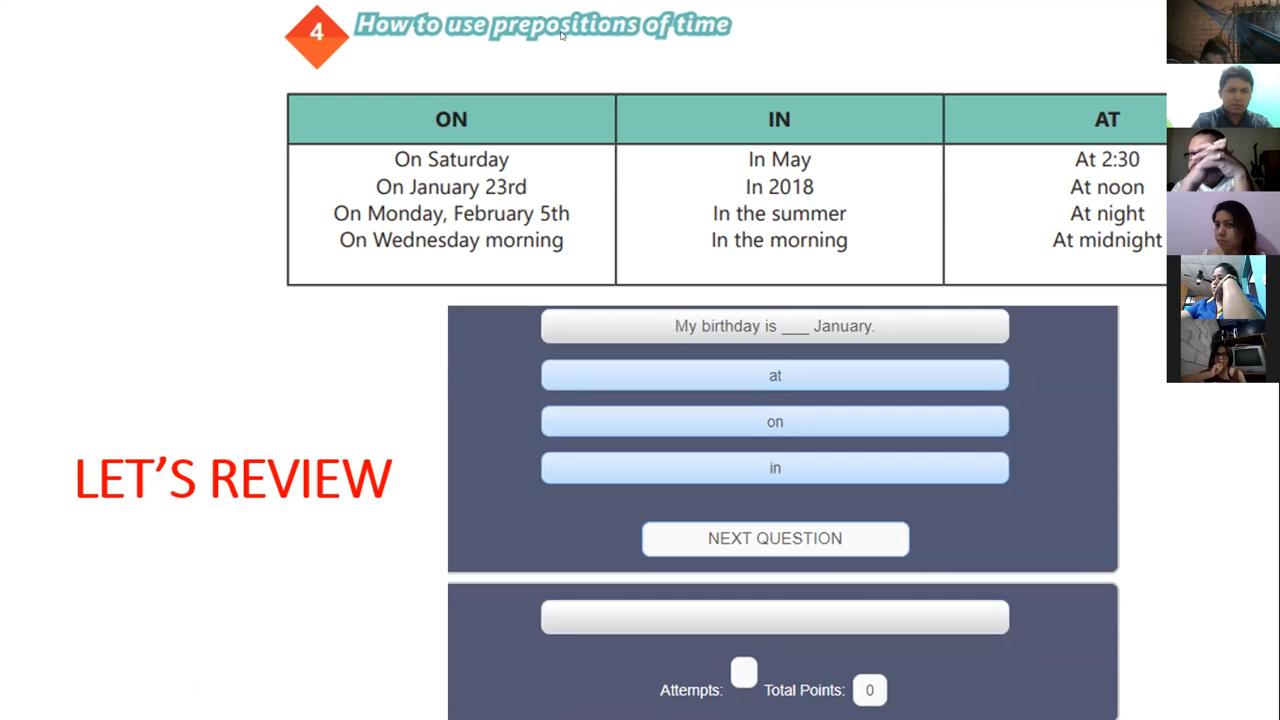 4
How to use prepositions of time
ON
IN
AT
On Saturday
In May
At 2:30
On January 23rd
In 2018
At noon
On Monday, February 5th
In the summer
At night
On Wednesday morning
In the morning
At midnight
My birthday is ___ January.
at
on
in
LET'S REVIEW
NEXT QUESTION
Attempts:
Total Points: 0